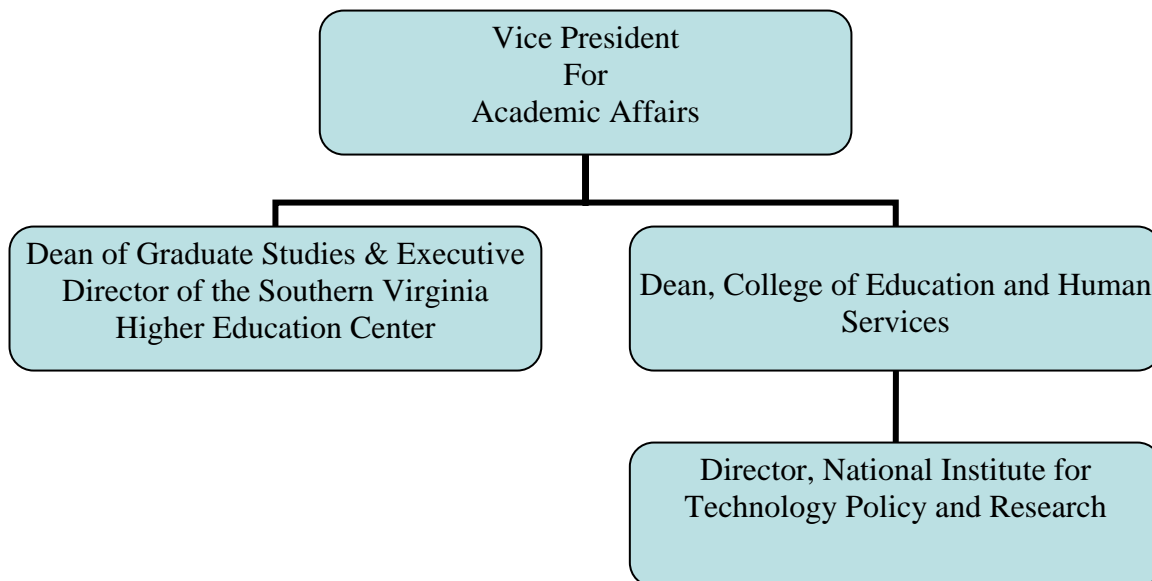 Vice President
For
Academic Affairs
Dean of Graduate Studies & Executive
Director of the Southern Virginia
Higher Education Center
Dean, College of Education and Human
Services
Director, National Institute for
Technology Policy and Research